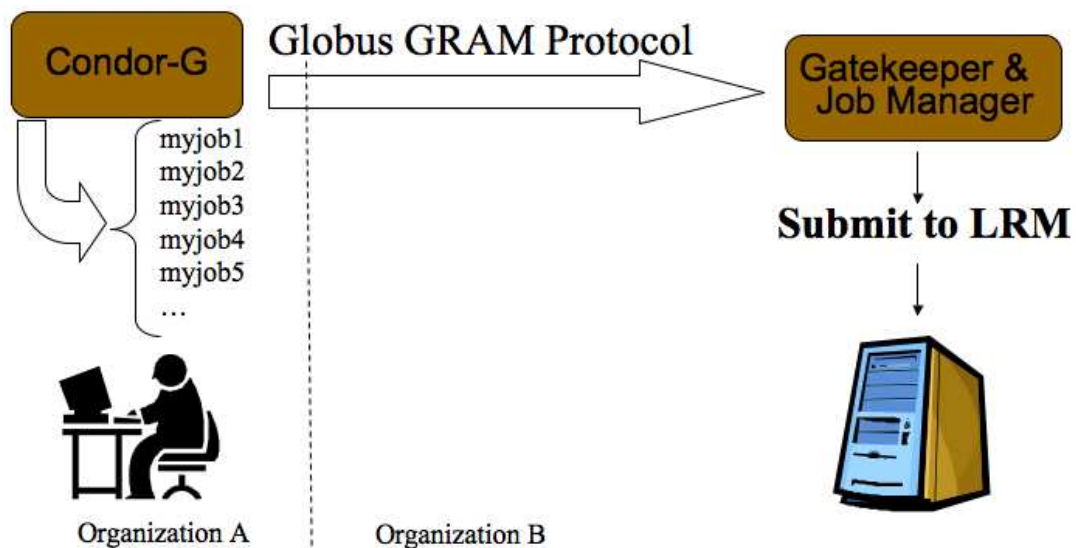 Condor-G
Globus GRAM Protocol
Gatekeeper &
Job Manager
myjob1
myjob2
myjob3
myjob4
myjob5
...
Submit to LRM
Organization A
Organization B